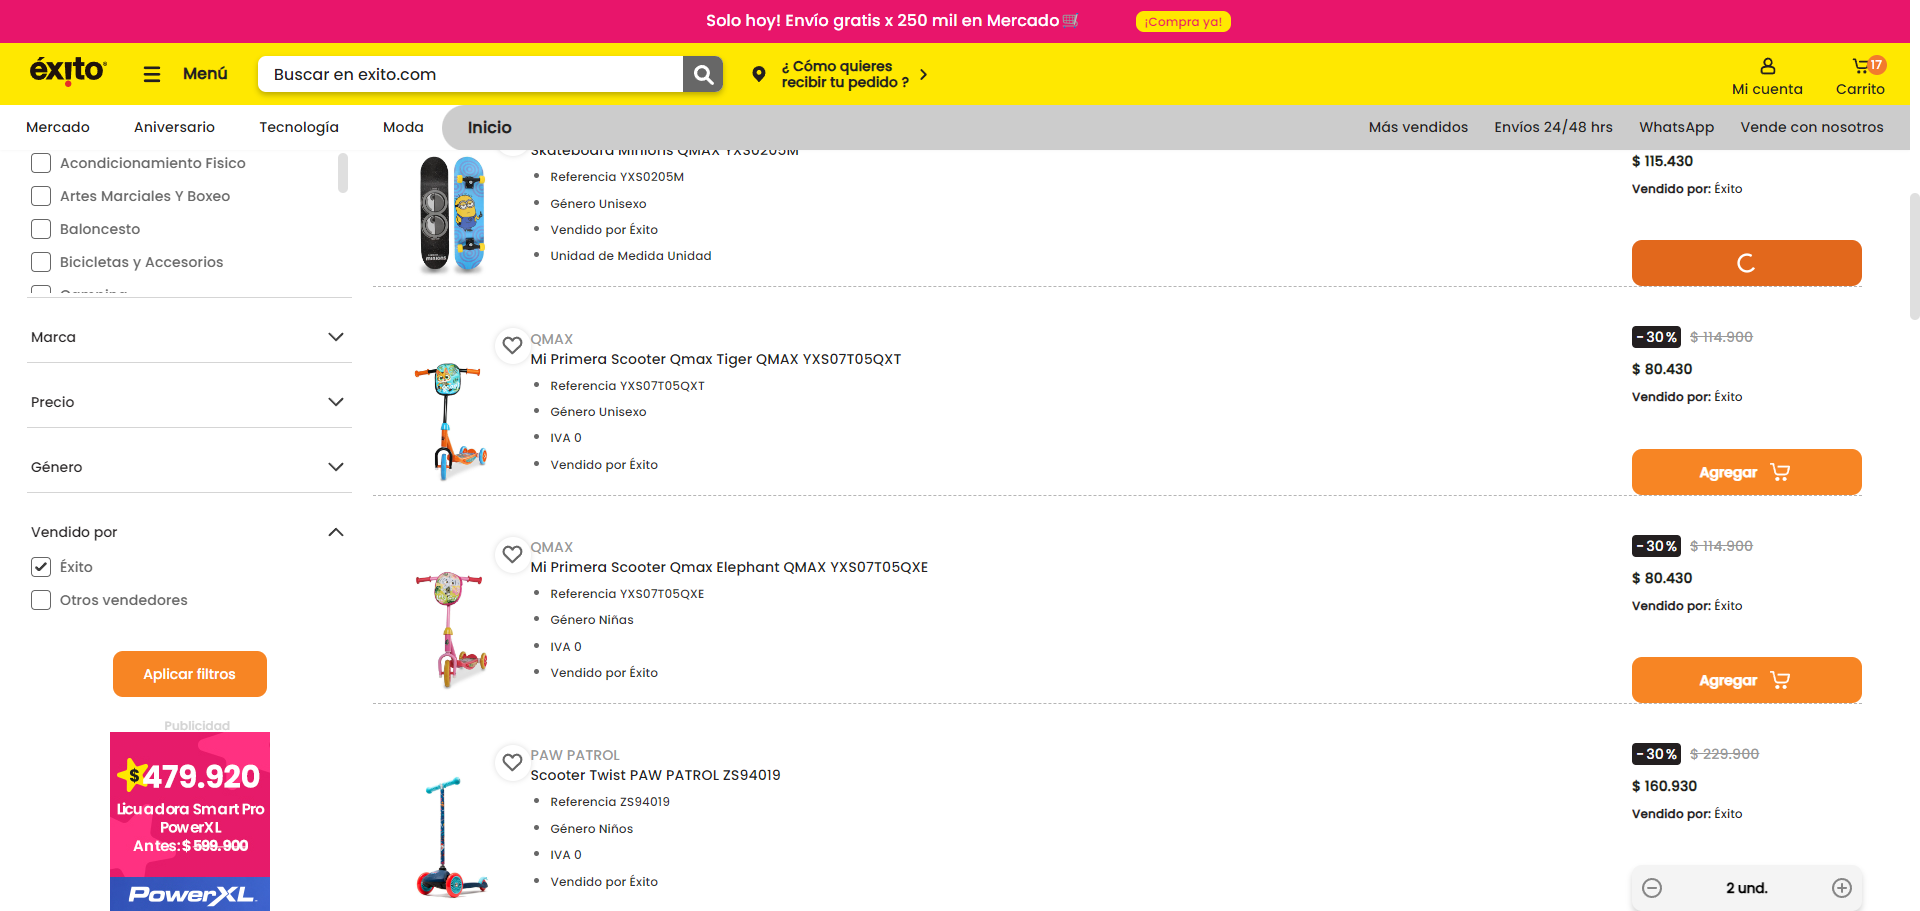 Solo hoy! Envío gratis x 250 mil en Mercado
¡Compra ya!
éxito
Menú
Buscar en exito.com
¿ Cómo quieres
recibir tu pedido ?
Mi cuenta
17
Carrito
Mercado
Aniversario
Tecnología
Moda
Inicio
Más vendidos
Envíos 24/48 hrs
WhatsApp
Vende con nosotros
Acondicionamiento Fisico
Artes Marciales Y Boxeo
Baloncesto
Bicicletas y Accesorios
Camping
Marca
Precio
Género
Vendido por
Éxito
Otros vendedores
Aplicar filtros
Publicidad
$479.920
Licuadora Smart Pro
PowerXL
Antes: $ 599.900
PowerXL
Skateboard Minions QMAX YXS0205M
Referencia YXS0205M
Género Unisexo
Vendido por Éxito
Unidad de Medida Unidad
$ 115.430
Vendido por: Éxito
QMAX
Mi Primera Scooter Qmax Tiger QMAX YXS07T05QXT
Referencia YXS07T05QXT
Género Unisexo
IVA 0
Vendido por Éxito
-30% $ 114.900
$ 80.430
Vendido por: Éxito
Agregar
QMAX
Mi Primera Scooter Qmax Elephant QMAX YXS07T05QXE
Referencia YXS07T05QXE
Género Niñas
IVA 0
Vendido por Éxito
-30% $ 114.900
$ 80.430
Vendido por: Éxito
Agregar
PAW PATROL
Scooter Twist PAW PATROL ZS94019
Referencia ZS94019
Género Niños
IVA 0
Vendido por Éxito
-30% $ 229.900
$ 160.930
Vendido por: Éxito
2 und.